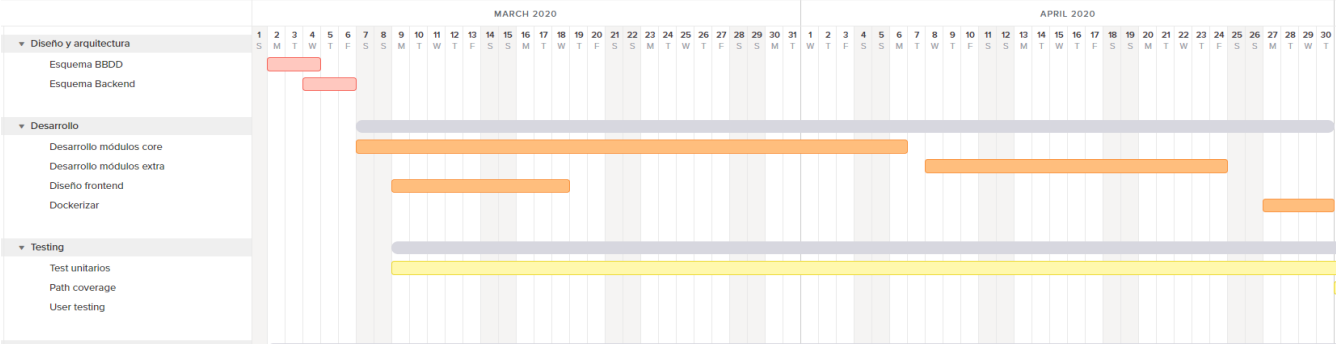 MARCH 2020 APRIL 2020
1 2 3 4 5 6 7 8 9 10 11 12 13 14 15 16 17 18 19 20 21 22 23 24 25 26 27 28 29 30 31 1 2 3 4 5 6 7 8 9 10 11 12 13 14 15 16 17 18 19 20 21 22 23 24 25 26 27 28 29 30
S M T W T F S S M T W T F S S M T W T F S S M T W T F S S M T W T F S S M T W T F S S M T W T F S S M T W T F S S M T W T
Diseño y arquitectura
Esquema BBDD
Esquema Backend
Desarrollo
Desarrollo módulos core
Desarrollo módulos extra
Diseño frontend
Dockerizar
Testing
Test unitarios
Path coverage
User testing